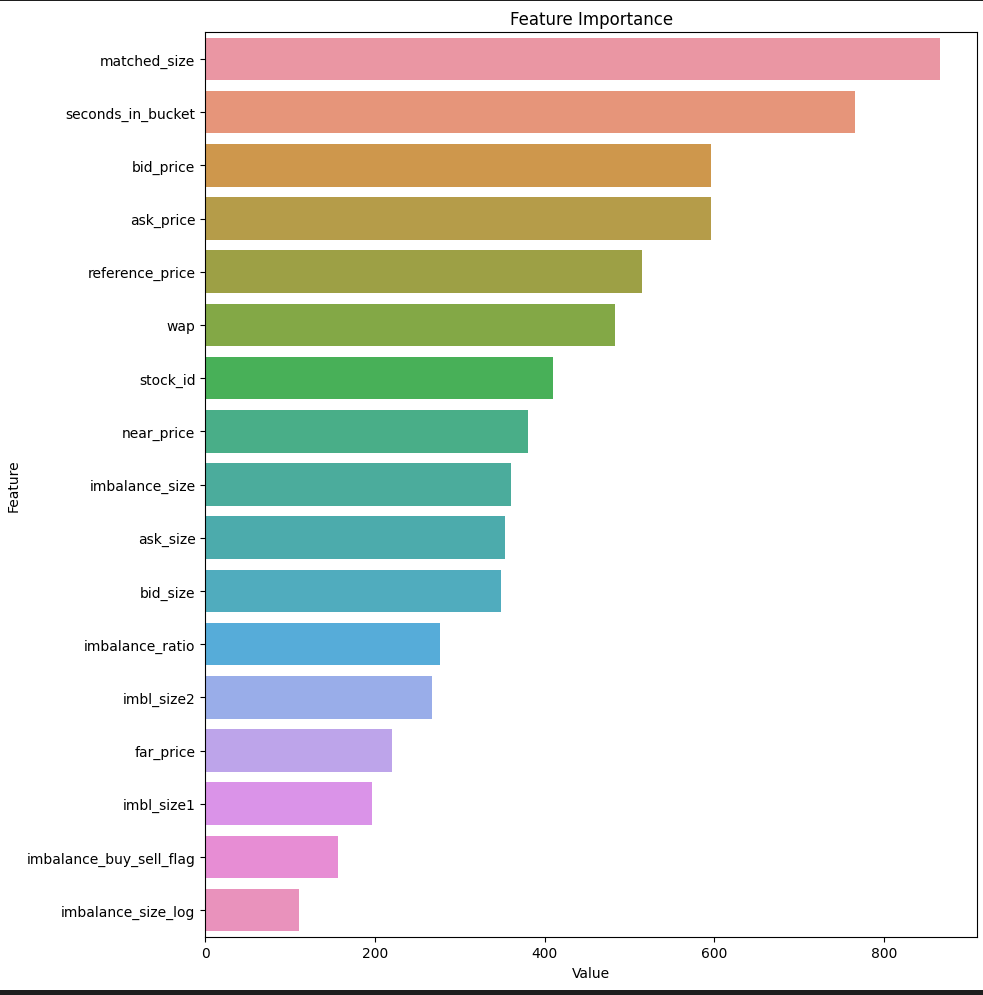 Feature Importance
matched_size
seconds_in_bucket
bid_price
ask_price
reference_price
wap
stock_id
near_price
imbalance_size
ask_size
bid_size
imbalance_ratio
imbl_size2
far_price
imbl_size1
imbalance_buy_sell_flag
imbalance_size_log
Feature
0 200 400 600 800
Value